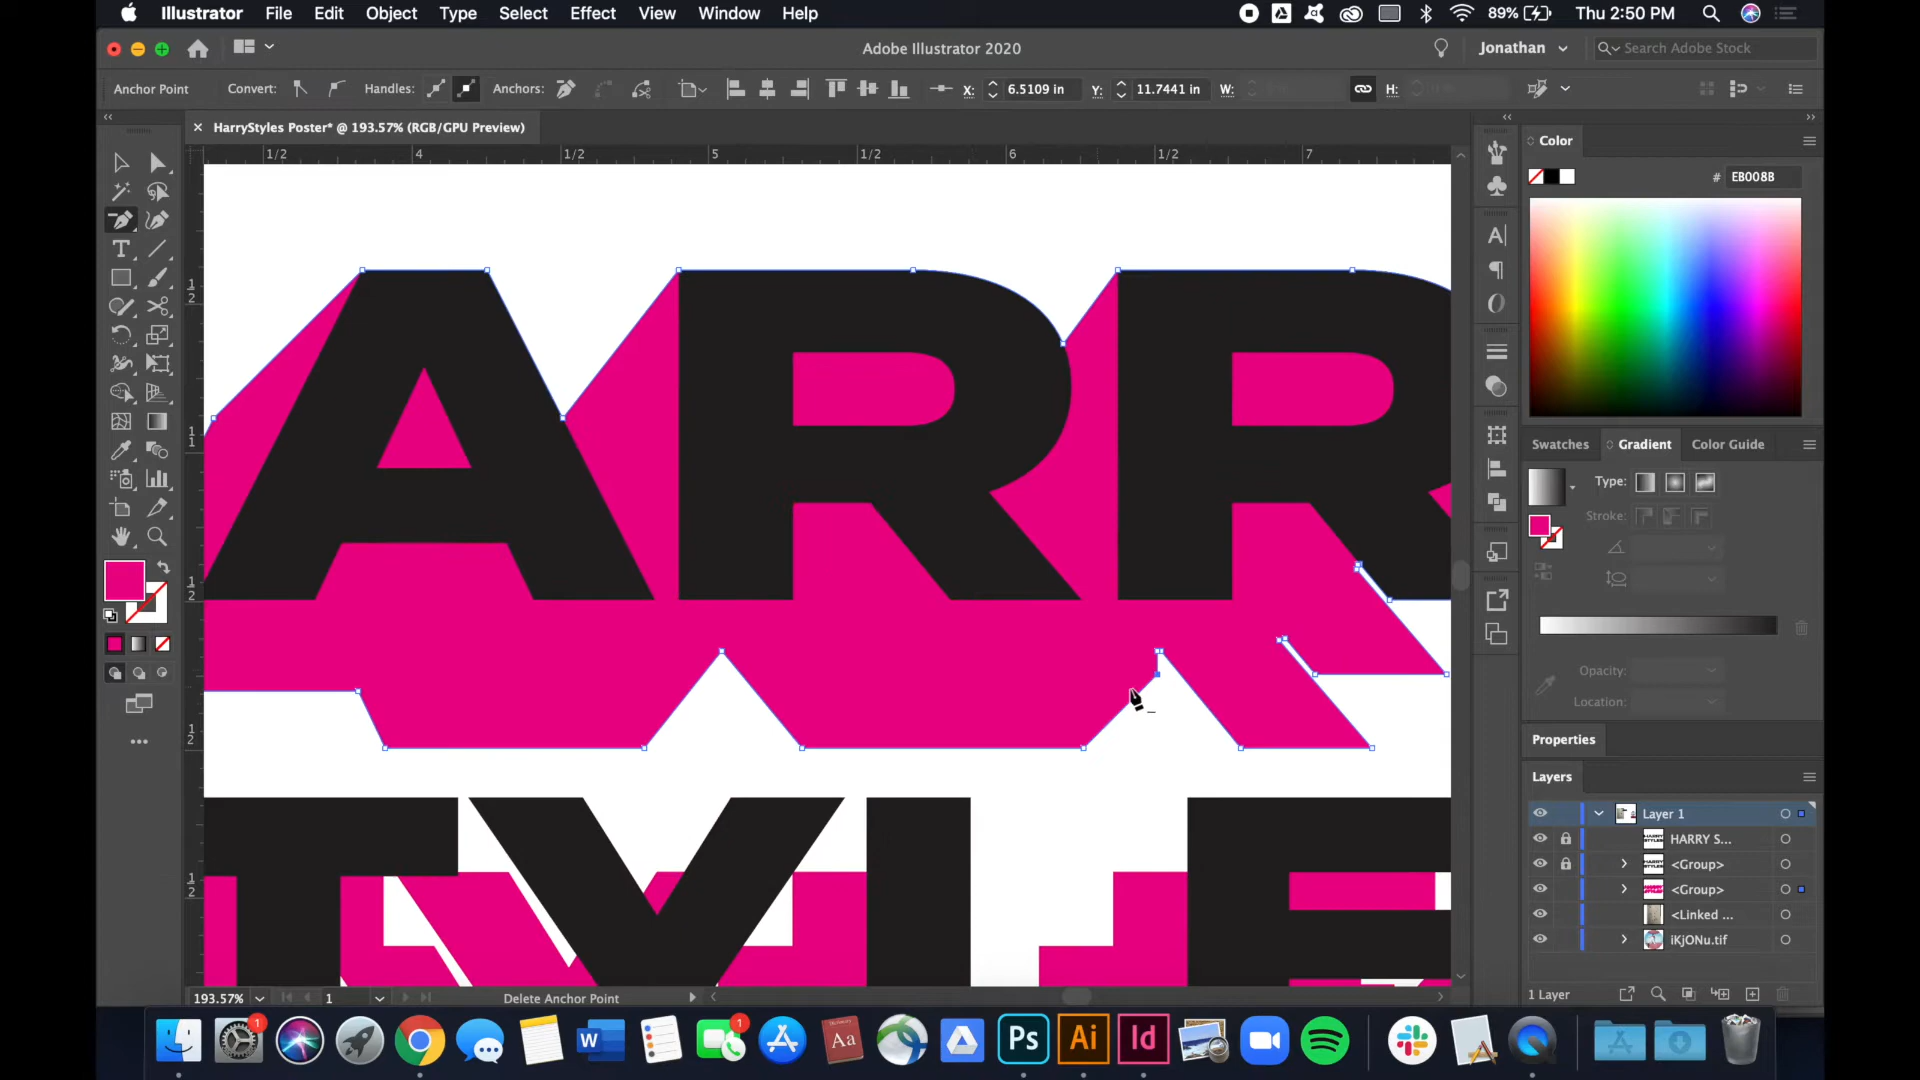 Illustrator File Edit Object Type Select Effect View Window Help 89% Thu 2:50 PM
Adobe Illustrator 2020 Jonathan Search Adobe Stock
Anchor Point Convert: Handles: Anchors: X: 6.5109 in Y: 11.7441 in W: H:
× HarryStyles Poster* @ 193.57% (RGB/GPU Preview)
1/2 4 1/2 5 1/2 6 1/2 7
Color
# EB008B
ARR
TYLE
Swatches Gradient Color Guide
Type:
Stroke:
Opacity:
Location:
Properties
Layers
Layer 1
HARRY S...
<Group>
<Group>
<Linked ...
iKjONu.tif
1 Layer
193.57% 1 Delete Anchor Point
1 W 1 Aa Ps Ai Id